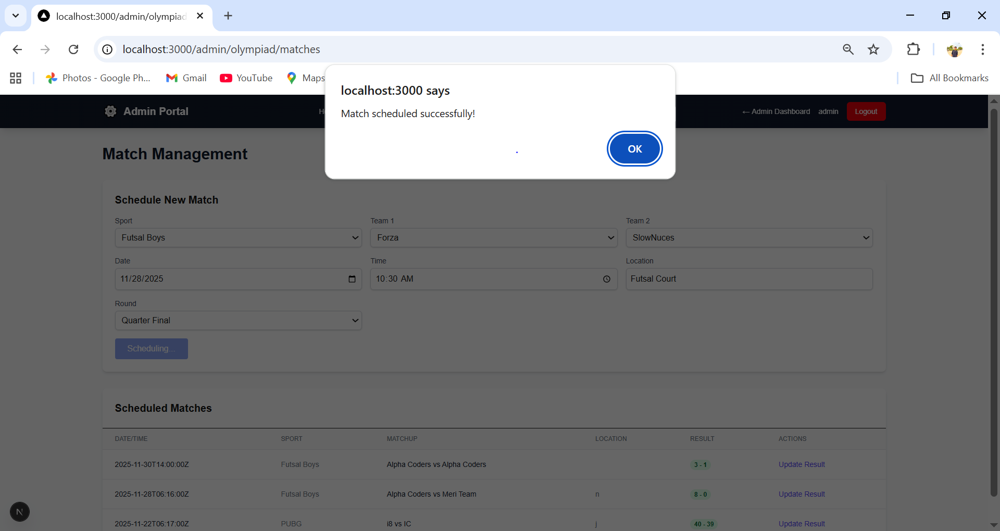 localhost:3000/admin/olympiad
localhost:3000/admin/olympiad/matches
Photos - Google Ph... Gmail YouTube Maps All Bookmarks
localhost:3000 says
Match scheduled successfully!
OK
Admin Portal H ← Admin Dashboard admin Logout
Match Management
Schedule New Match
Sport Team 1 Team 2
Futsal Boys Forza SlowNuces
Date Time Location
11/28/2025 10:30 AM Futsal Court
Round
Quarter Final
Scheduling...
Scheduled Matches
DATE/TIME SPORT MATCHUP LOCATION RESULT ACTIONS
2025-11-30T14:00:00Z Futsal Boys Alpha Coders vs Alpha Coders 3 - 1 Update Result
2025-11-28T06:16:00Z Futsal Boys Alpha Coders vs Meri Team n 8 - 0 Update Result
2025-11-22T06:17:00Z PUBG i8 vs IC j 40 - 39 Update Result
N